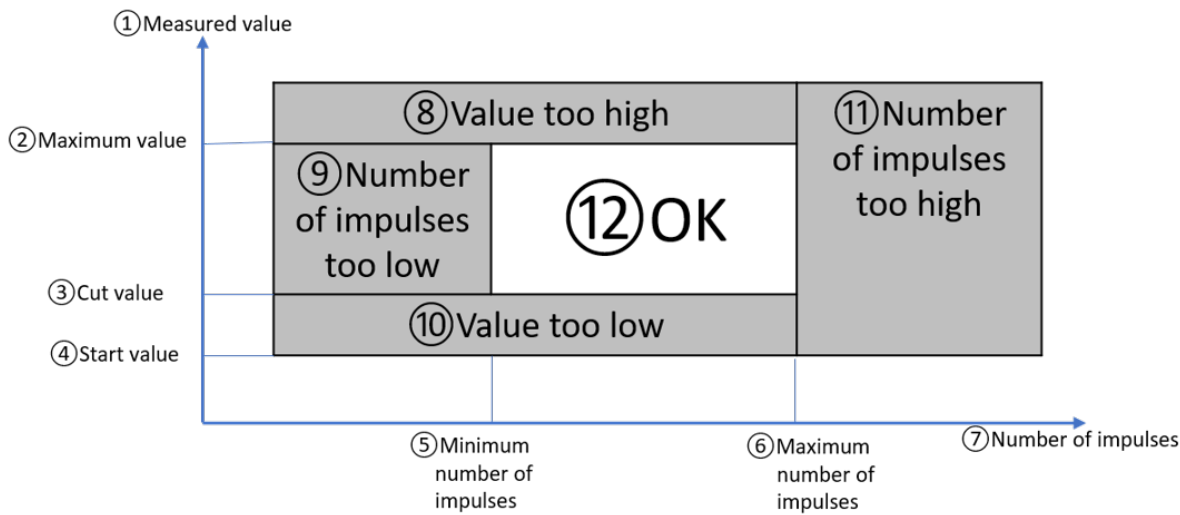 ①Measured value
⑧Value too high
⑪Number
of impulses
too high
②Maximum value
⑨Number
of impulses
too low
⑫OK
③Cut value
⑩Value too low
④Start value
⑤Minimum
number of
impulses
⑥Maximum
number of
impulses
⑦Number of impulses